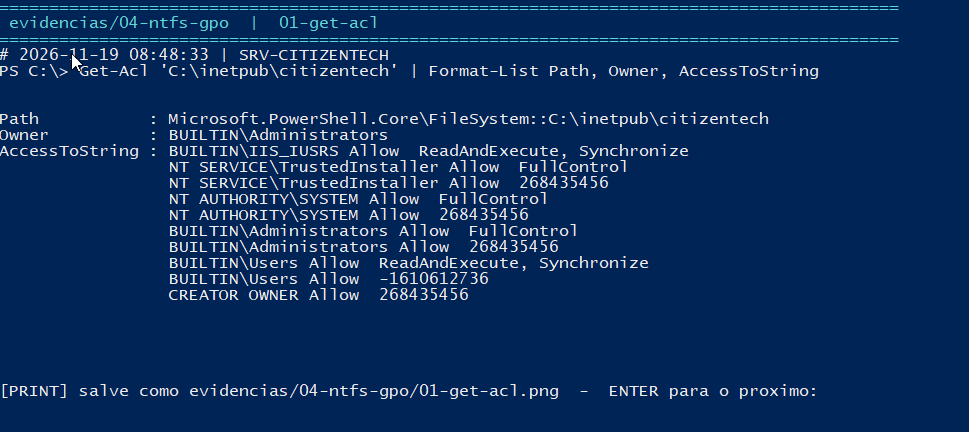 ==========================================================================================
evidencias/04-ntfs-gpo  |  01-get-acl
==========================================================================================
# 2026-11-19 08:48:33 | SRV-CITIZENTECH
PS C:\> Get-Acl 'C:\inetpub\citizentech' | Format-List Path, Owner, AccessToString
Path           : Microsoft.PowerShell.Core\FileSystem::C:\inetpub\citizentech
Owner          : BUILTIN\Administrators
AccessToString : BUILTIN\IIS_IUSRS Allow  ReadAndExecute, Synchronize
NT SERVICE\TrustedInstaller Allow  FullControl
NT SERVICE\TrustedInstaller Allow  268435456
NT AUTHORITY\SYSTEM Allow  FullControl
NT AUTHORITY\SYSTEM Allow  268435456
BUILTIN\Administrators Allow  FullControl
BUILTIN\Administrators Allow  268435456
BUILTIN\Users Allow  ReadAndExecute, Synchronize
BUILTIN\Users Allow  -1610612736
CREATOR OWNER Allow  268435456
[PRINT] salve como evidencias/04-ntfs-gpo/01-get-acl.png  -  ENTER para o proximo: